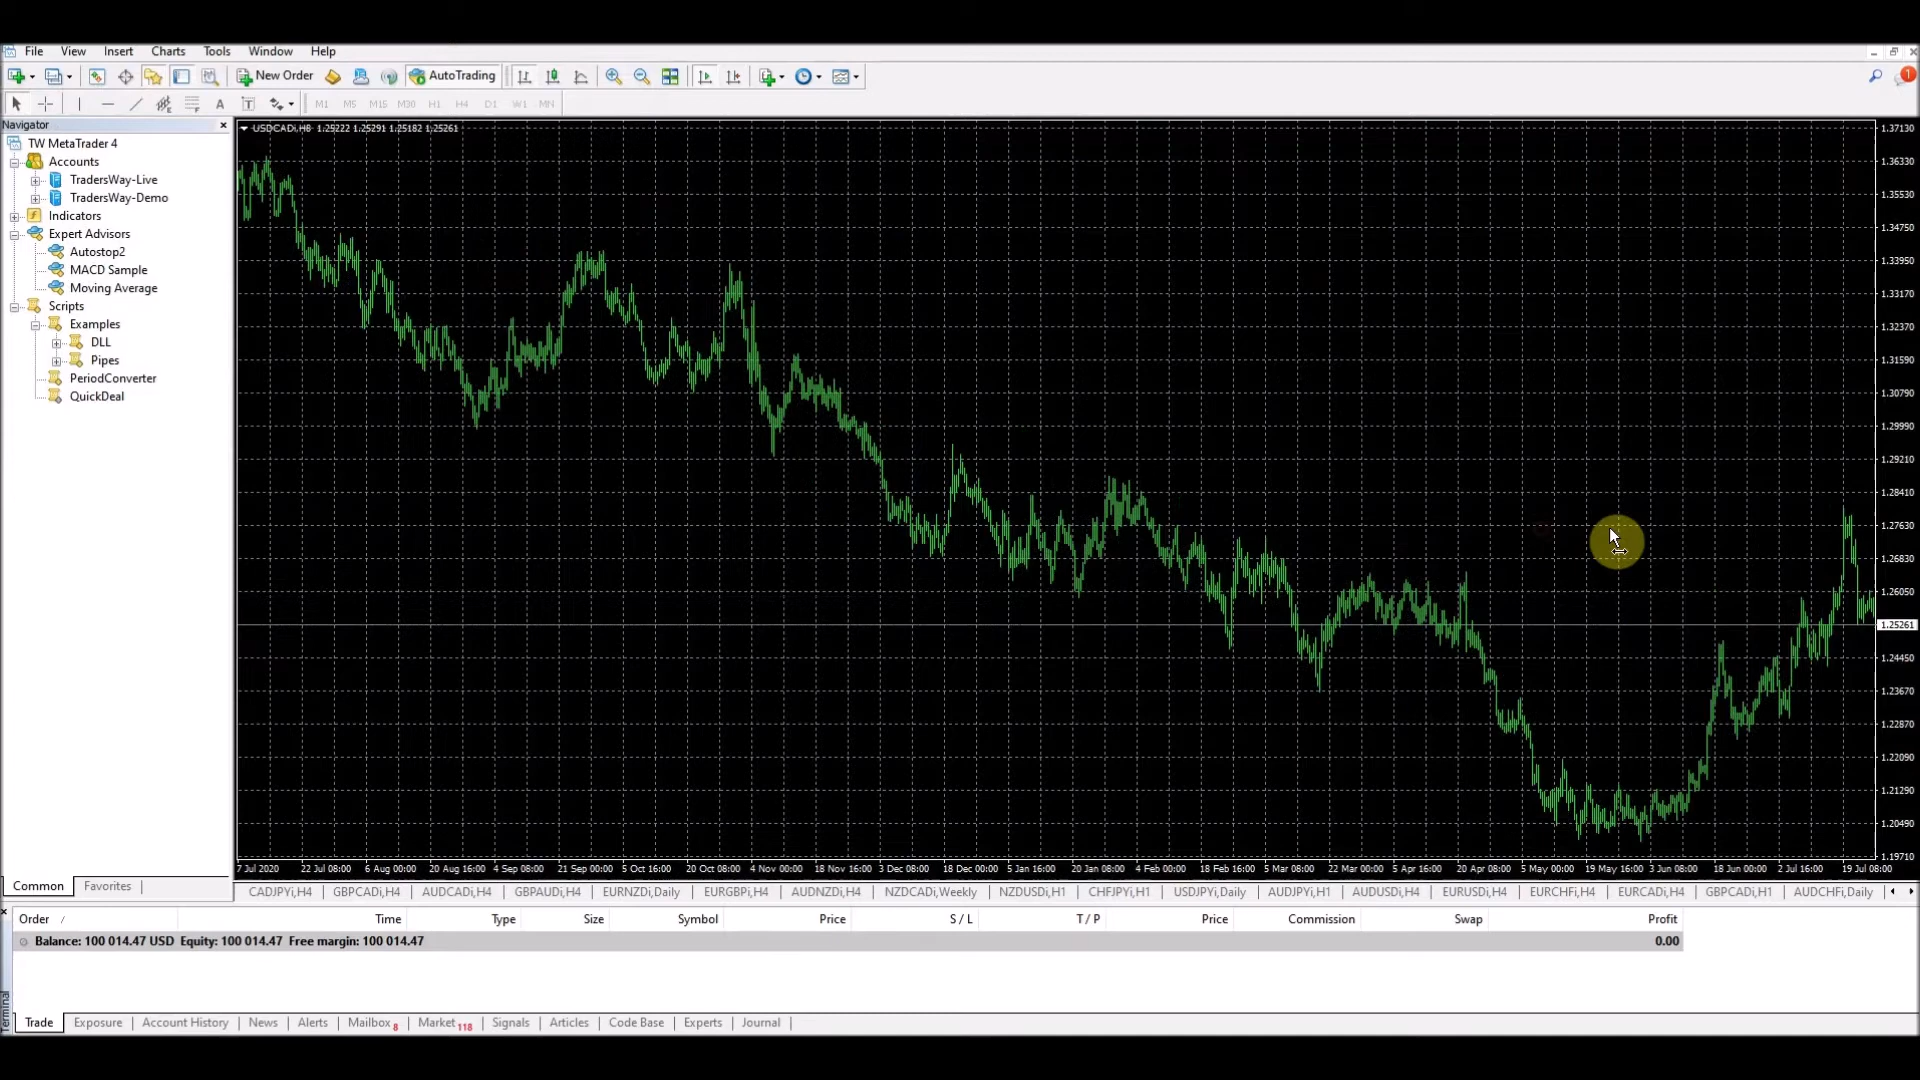 File View Insert Charts Tools Window Help
1
New Order AutoTrading
A T M1 M5 M15 M30 H1 H4 D1 W1 MN
Navigator
TW MetaTrader 4
Accounts
TradersWay-Live
TradersWay-Demo
Indicators
Expert Advisors
Autostop2
MACD Sample
Moving Average
Scripts
Examples
DLL
Pipes
PeriodConverter
QuickDeal
Common Favorites
USDCADi,H8 1.25222 1.25291 1.25182 1.25261
1.37130
1.36330
1.35530
1.34750
1.33950
1.33170
1.32370
1.31590
1.30790
1.29990
1.29210
1.28410
1.27630
1.26830
1.26050
1.25261
1.24450
1.23670
1.22870
1.22090
1.21290
1.20490
1.19710
7 Jul 2020 22 Jul 08:00 6 Aug 00:00 20 Aug 16:00 4 Sep 08:00 21 Sep 00:00 5 Oct 16:00 20 Oct 08:00 4 Nov 00:00 18 Nov 16:00 3 Dec 08:00 18 Dec 00:00 5 Jan 16:00 20 Jan 08:00 4 Feb 00:00 18 Feb 16:00 5 Mar 08:00 22 Mar 00:00 5 Apr 16:00 20 Apr 08:00 5 May 00:00 19 May 16:00 3 Jun 08:00 18 Jun 00:00 2 Jul 16:00 19 Jul 08:00
CADJPYi,H4 GBPCADi,H4 AUDCADi,H4 GBPAUDi,H4 EURNZDi,Daily EURGBPi,H4 AUDNZDi,H4 NZDCADi,Weekly NZDUSDi,H1 CHFJPYi,H1 USDJPYi,Daily AUDJPYi,H1 AUDUSDi,H4 EURUSDi,H4 EURCHFi,H4 EURCADi,H4 GBPCADi,H1 AUDCHFi,Daily
Order / Time Type Size Symbol Price S / L T / P Price Commission Swap Profit
Balance: 100 014.47 USD Equity: 100 014.47 Free margin: 100 014.47 0.00
Terminal
Trade Exposure Account History News Alerts Mailbox 8 Market 118 Signals Articles Code Base Experts Journal